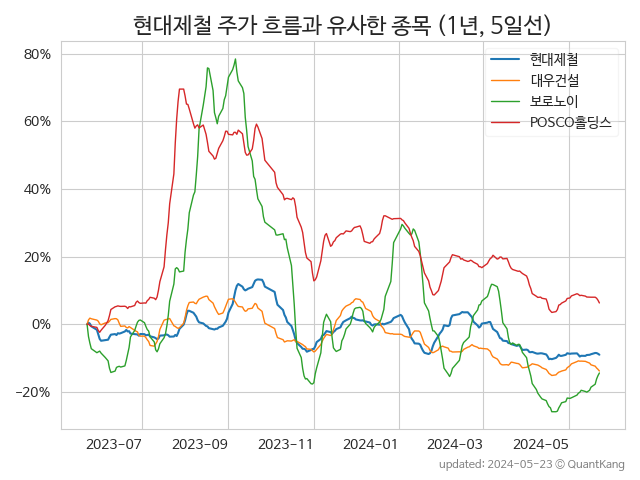 현대제철 주가 흐름과 유사한 종목 (1년, 5일선)
현대제철
대우건설
보로노이
POSCO홀딩스
80%
60%
40%
20%
0%
−20%
2023-07
2023-09
2023-11
2024-01
2024-03
2024-05
updated: 2024-05-23 © QuantKang